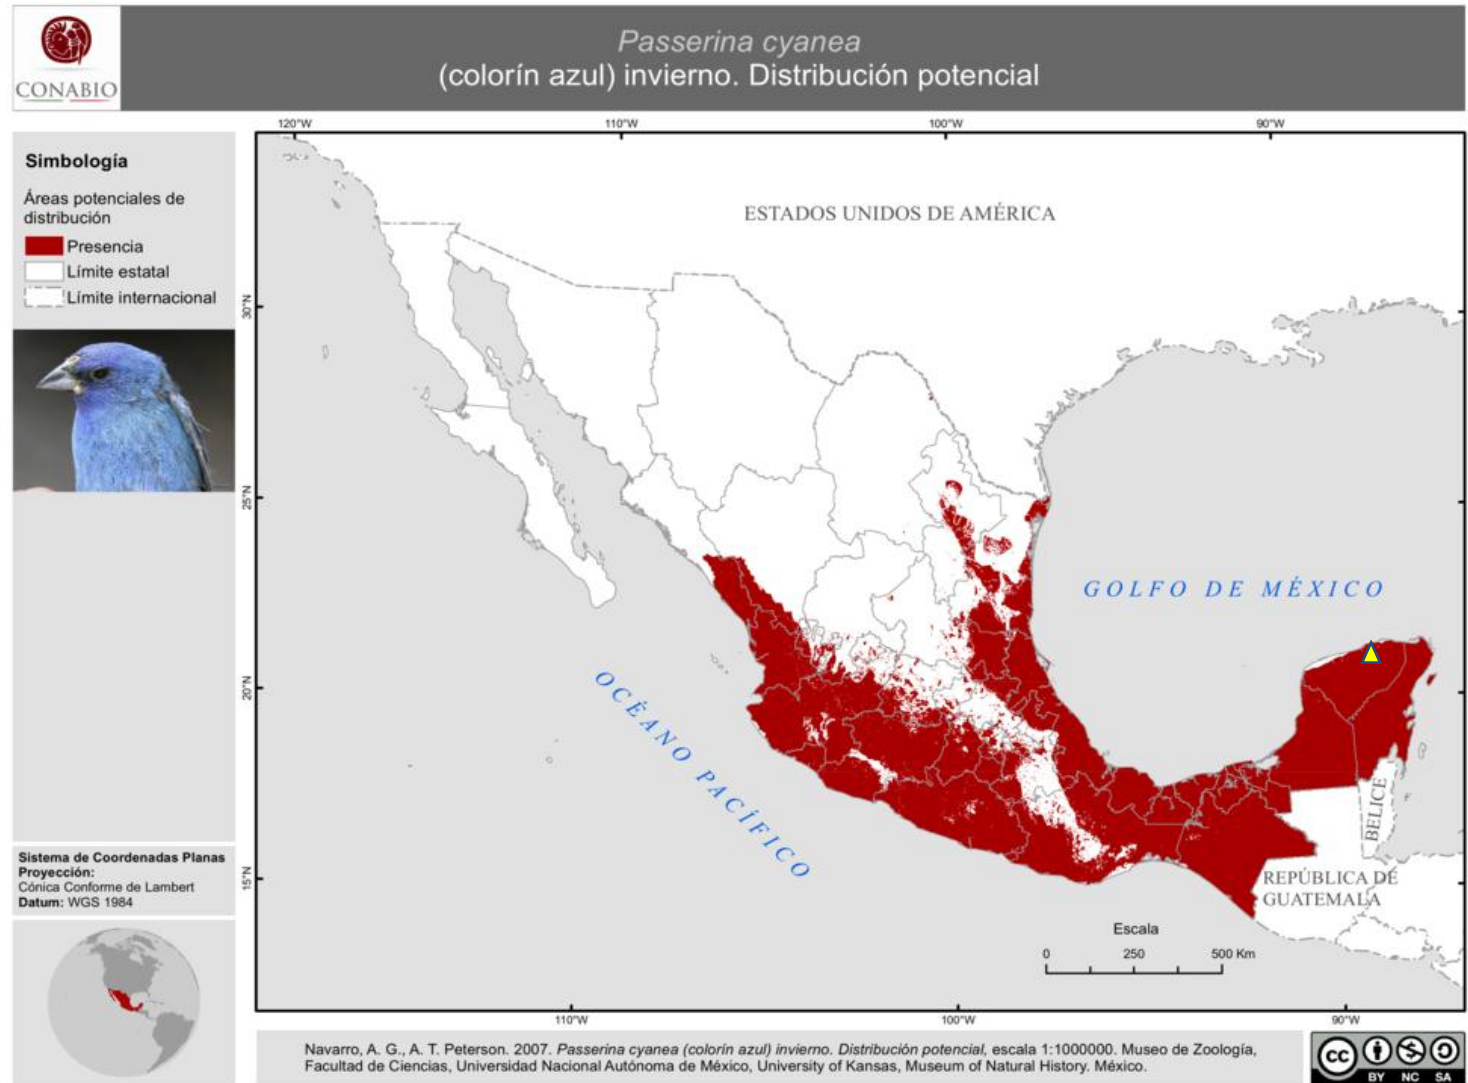 CONABIO
Passerina cyanea
(colorín azul) invierno. Distribución potencial
Simbología
Áreas potenciales de
distribución
Presencia
Límite estatal
Límite internacional
120°W
110°W
100°W
90°W
ESTADOS UNIDOS DE AMÉRICA
30°N
25°N
GOLFO DE MÉXICO
20°N
OCÉANO PACÍFICO
BELICE
15°N
REPÚBLICA DE
GUATEMALA
Escala
0 250 500 Km
110°W
100°W
90°W
Sistema de Coordenadas Planas
Proyección:
Cónica Conforme de Lambert
Datum: WGS 1984
Navarro, A. G., A. T. Peterson. 2007. Passerina cyanea (colorín azul) invierno. Distribución potencial, escala 1:1000000. Museo de Zoología,
Facultad de Ciencias, Universidad Nacional Autónoma de México, University of Kansas, Museum of Natural History. México.
cc
BY NC SA